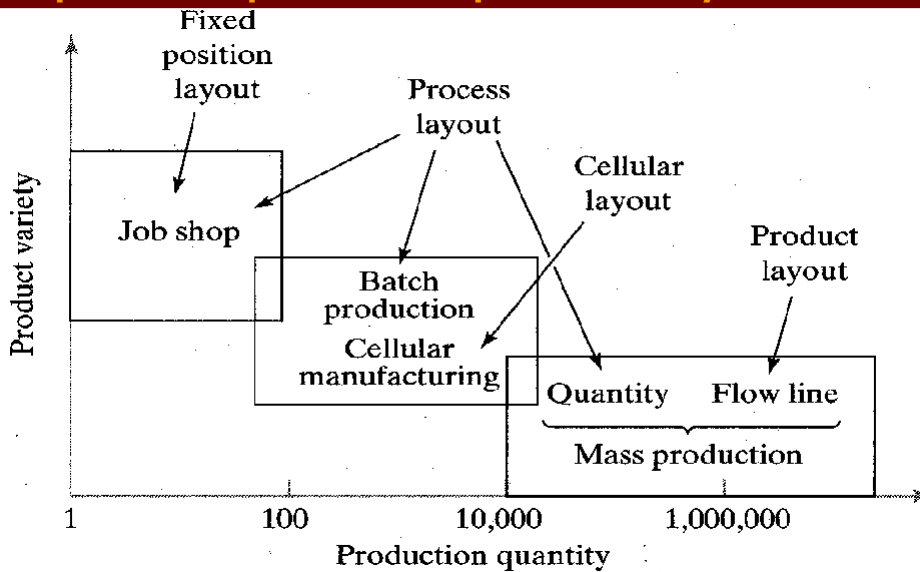 Fixed
position
layout
Process
layout
Cellular
layout
Product
layout
Product variety
Job shop
Batch
production
Cellular
manufacturing
Quantity Flow line
Mass production
1 100 10,000 1,000,000
Production quantity